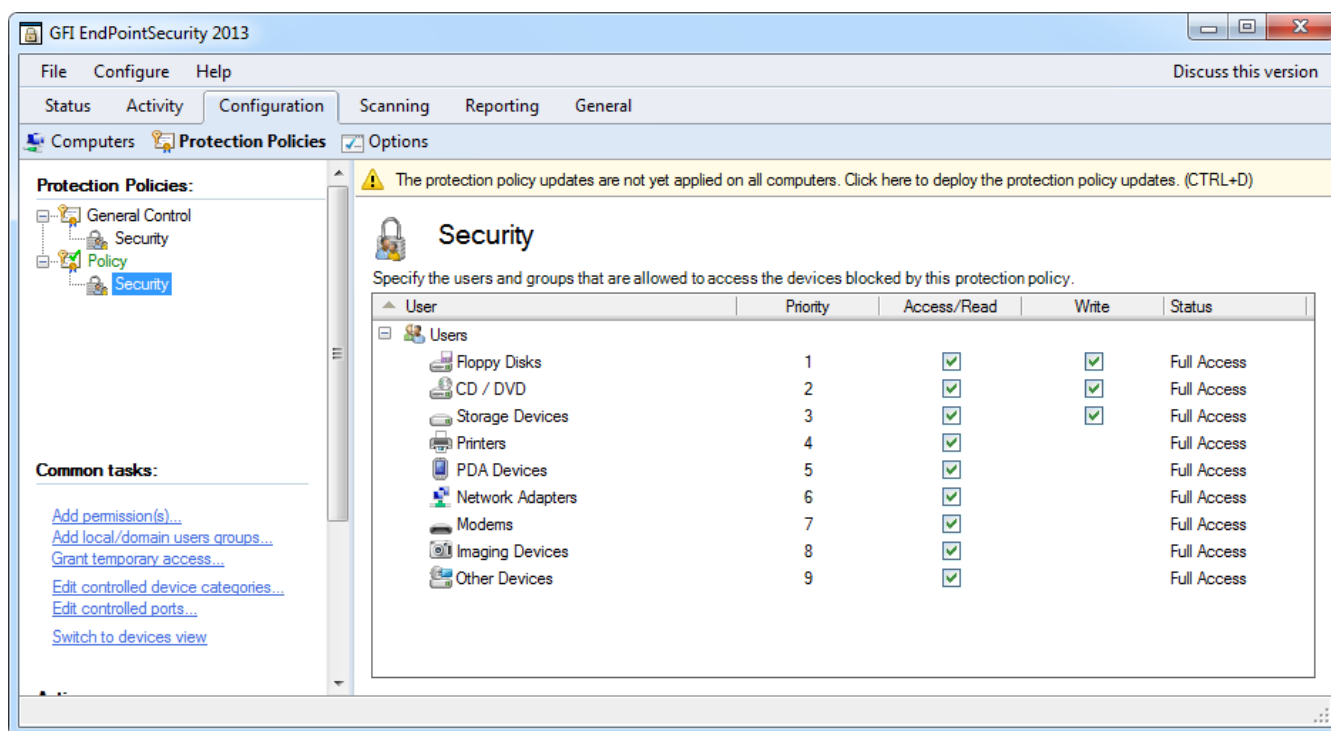 GFI EndPointSecurity 2013
File Configure Help Discuss this version
Status Activity Configuration Scanning Reporting General
Computers Protection Policies Options
Protection Policies:
General Control
Security
Policy
Security
Common tasks:
Add permission(s)...
Add local/domain users groups...
Grant temporary access...
Edit controlled device categories...
Edit controlled ports...
Switch to devices view
The protection policy updates are not yet applied on all computers. Click here to deploy the protection policy updates. (CTRL+D)
Security
Specify the users and groups that are allowed to access the devices blocked by this protection policy.
User Priority Access/Read Write Status
Users
Floppy Disks 1 Full Access
CD / DVD 2 Full Access
Storage Devices 3 Full Access
Printers 4 Full Access
PDA Devices 5 Full Access
Network Adapters 6 Full Access
Modems 7 Full Access
Imaging Devices 8 Full Access
Other Devices 9 Full Access